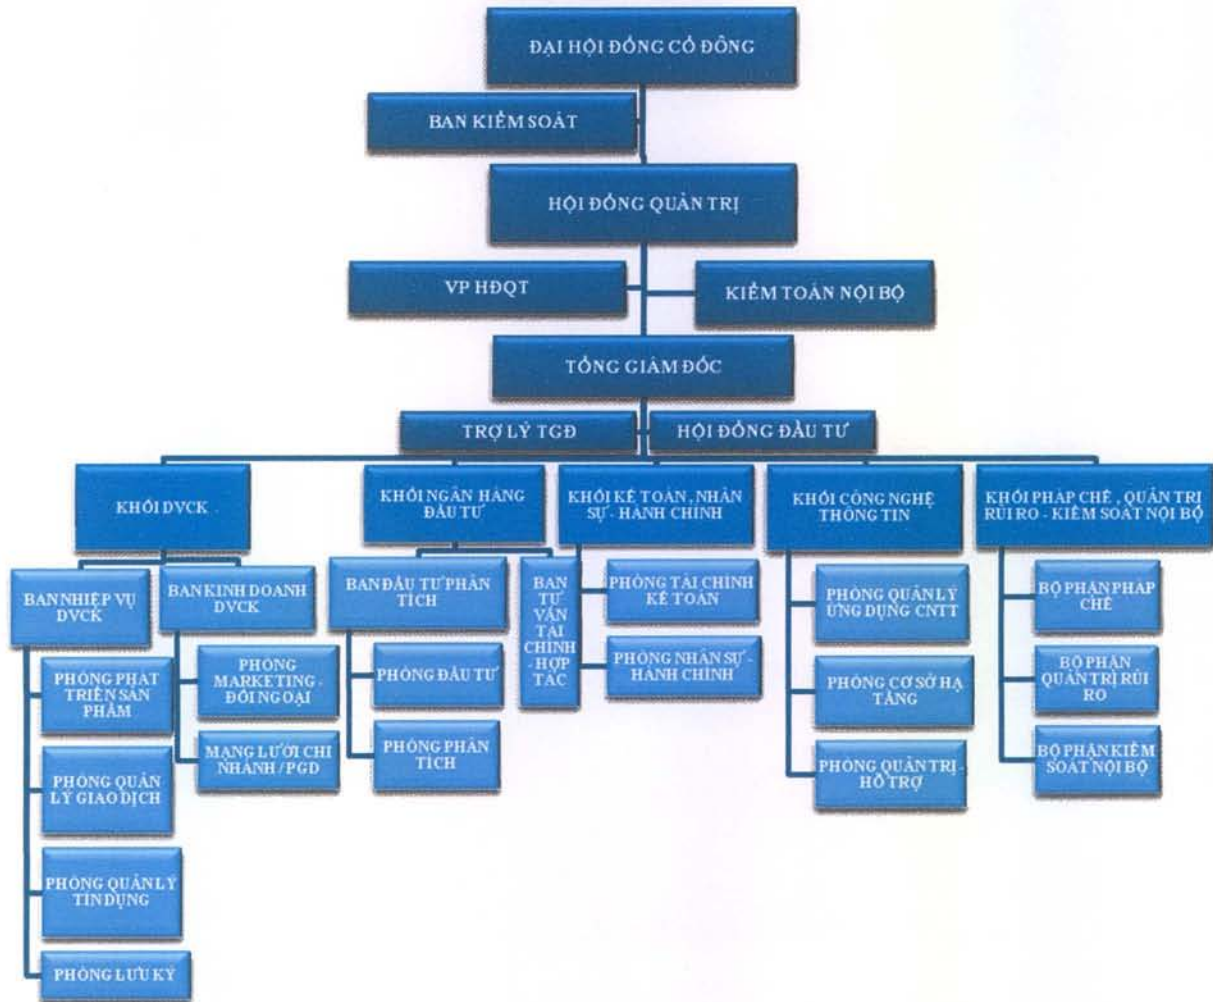 ĐẠI HỘI ĐỒNG CỔ ĐÔNG
BAN KIỂM SOÁT
HỘI ĐỒNG QUẢN TRỊ
VP HĐQT
KIỂM TOÁN NỘI BỘ
TỔNG GIÁM ĐỐC
TRỢ LÝ TGĐ
HỘI ĐỒNG ĐẦU TƯ
KHỐI DVCK
KHỐI NGÂN HÀNG
ĐẦU TƯ
KHỐI KẾ TOÁN , NHÂN
SỰ - HÀNH CHÍNH
KHỐI CÔNG NGHỆ
THÔNG TIN
KHỐI PHÁP CHẾ , QUẢN TRỊ
RỦI RO - KIỂM SOÁT NỘI BỘ
BAN NHIỆP VỤ
DVCK
PHÒNG PHÁT
TRIỂN SẢN
PHẨM
PHÒNG QUẢN
LÝ GIAO DỊCH
PHÒNG QUẢN LÝ
TÍN DỤNG
PHÒNG LƯU KÝ
BAN KINH DOANH
DVCK
PHÒNG
MARKETING -
ĐỐI NGOẠI
MẠNG LƯỚI CHI
NHÁNH / PGD
BAN ĐẦU TƯ PHÂN
TÍCH
PHÒNG ĐẦU TƯ
PHÒNG PHÂN
TÍCH
BAN
TƯ
VẤN
TÀI
CHÍNH
- HỢP
TÁC
PHÒNG TÀI CHÍNH
KẾ TOÁN
PHÒNG NHÂN SỰ -
HÀNH CHÍNH
PHÒNG QUẢN LÝ
ỨNG DỤNG CNTT
PHÒNG CƠ SỞ HẠ
TẦNG
PHÒNG QUẢN TRỊ -
HỖ TRỢ
BỘ PHẬN PHÁP
CHẾ
BỘ PHẬN
QUẢN TRỊ RỦI
RO
BỘ PHẬN KIỂM
SOÁT NỘI BỘ